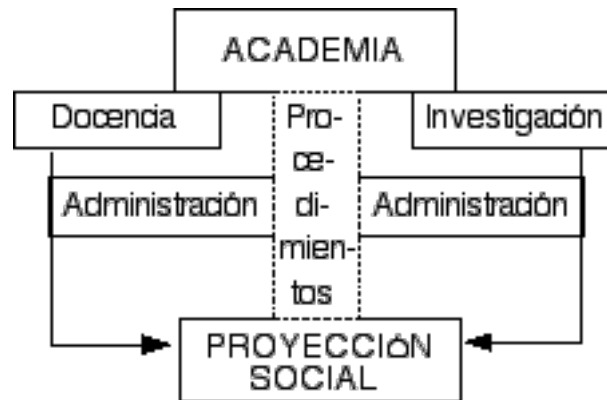 ACADEMIA
Docencia
Pro-
ce-
di-
mien-
tos
Investigación
Administración
Administración
PROYECCIóN
SOCIAL